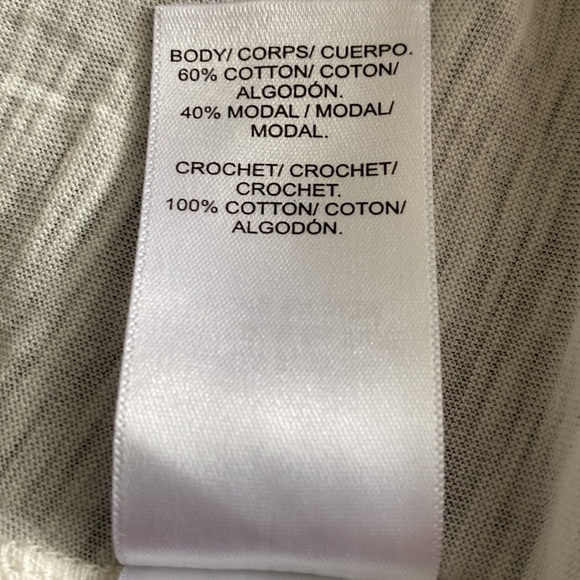 BODY/ CORPS/ CUERPO.
60% COTTON/ COTON/
ALGODÓN.
40% MODAL / MODAL/
MODAL.
CROCHET/ CROCHET/
CROCHET.
100% COTTON/ COTON/
ALGODÓN.